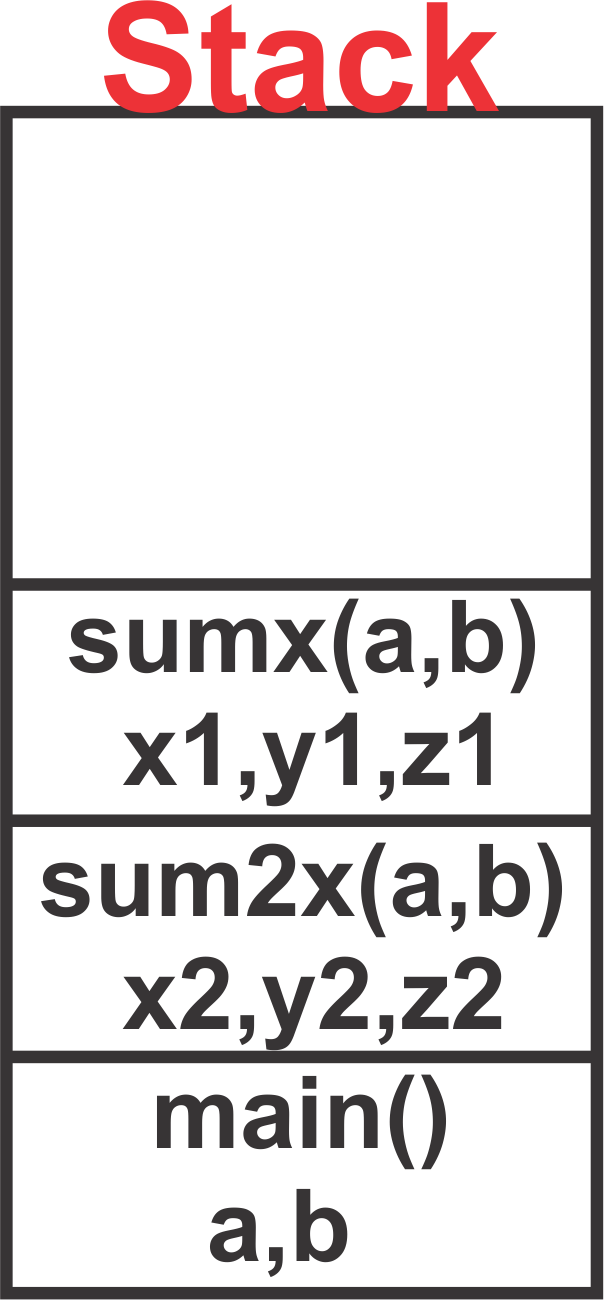 Stack
sumx(a,b)
x1,y1,z1
sum2x(a,b)
x2,y2,z2
main()
a,b